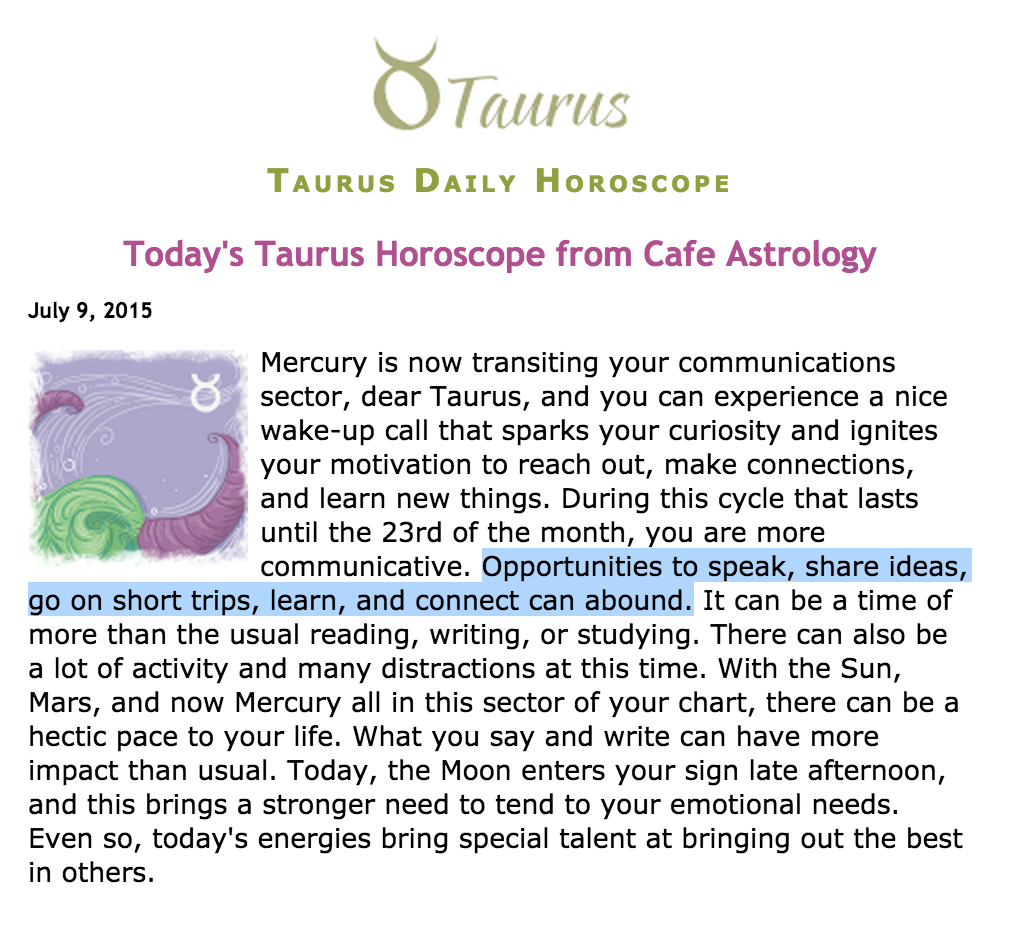 Taurus
Taurus Daily Horoscope
Today's Taurus Horoscope from Cafe Astrology
July 9, 2015
Mercury is now transiting your communications
sector, dear Taurus, and you can experience a nice
wake-up call that sparks your curiosity and ignites
your motivation to reach out, make connections,
and learn new things. During this cycle that lasts
until the 23rd of the month, you are more
communicative. Opportunities to speak, share ideas,
go on short trips, learn, and connect can abound. It can be a time of
more than the usual reading, writing, or studying. There can also be
a lot of activity and many distractions at this time. With the Sun,
Mars, and now Mercury all in this sector of your chart, there can be a
hectic pace to your life. What you say and write can have more
impact than usual. Today, the Moon enters your sign late afternoon,
and this brings a stronger need to tend to your emotional needs.
Even so, today's energies bring special talent at bringing out the best
in others.